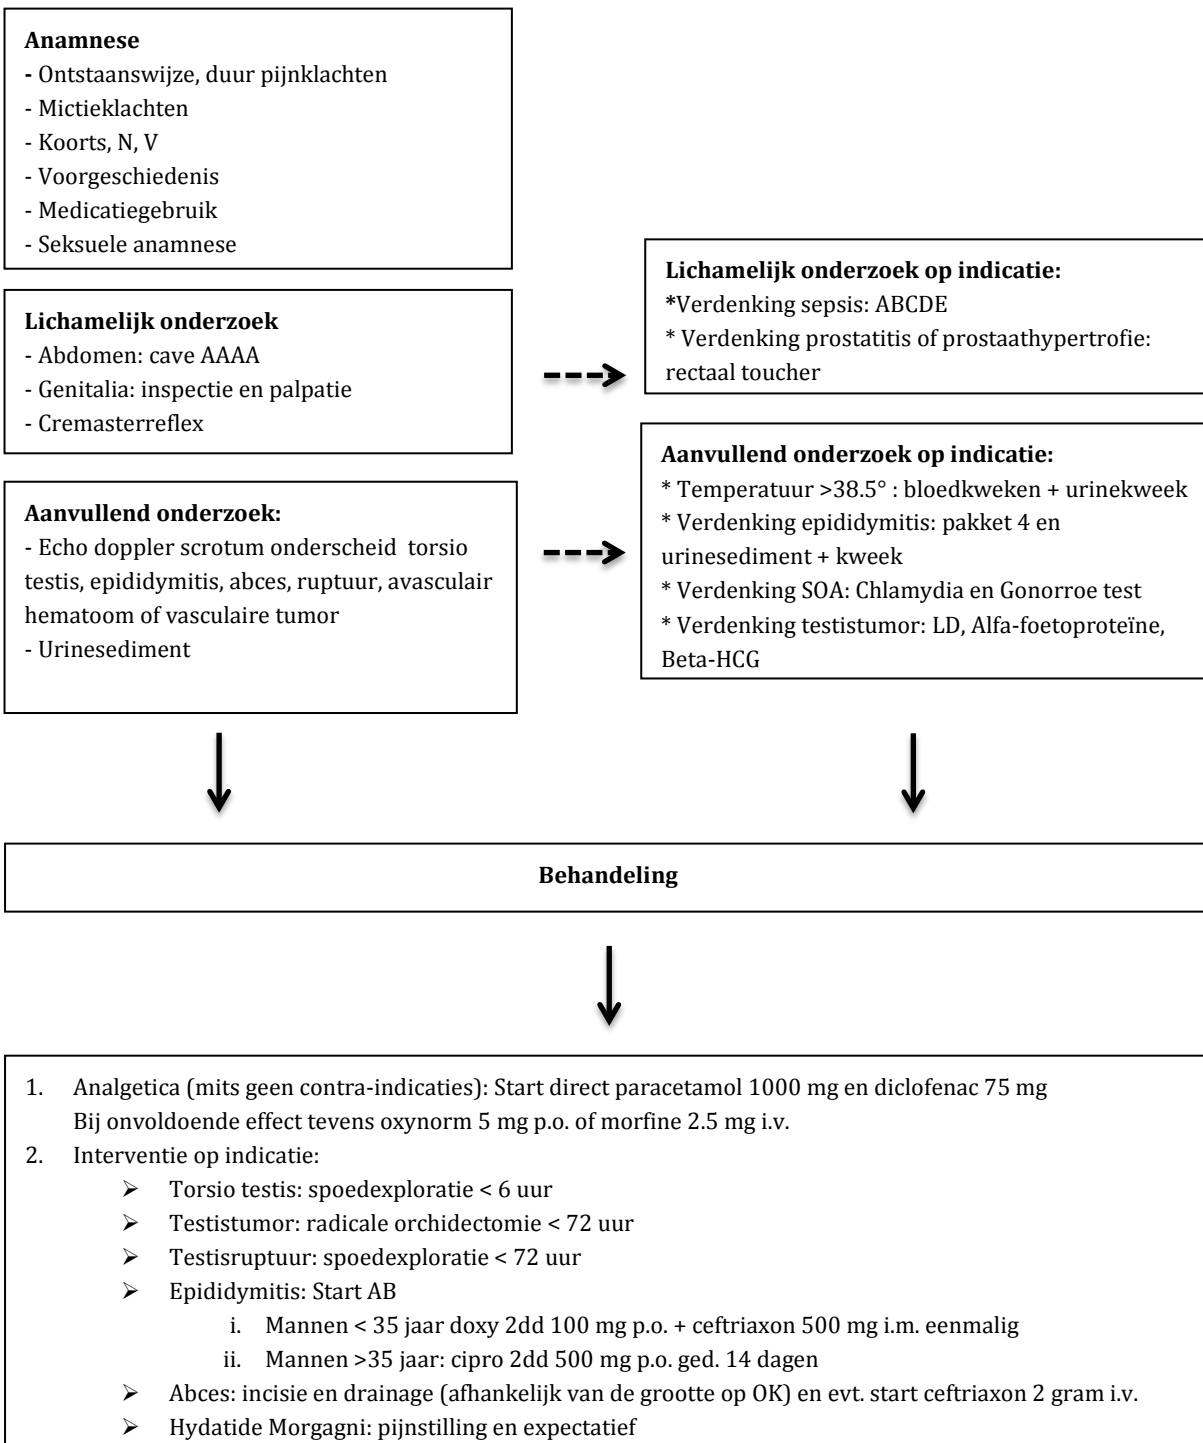 Anamnese
- Ontstaanswijze, duur pijnklachten
- Mictieklachten
- Koorts, N, V
- Voorgeschiedenis
- Medicatiegebruik
- Seksuele anamnese
Lichamelijk onderzoek
- Abdomen: cave AAAA
- Genitalia: inspectie en palpatie
- Cremasterreflex
Lichamelijk onderzoek op indicatie:
*Verdenking sepsis: ABCDE
* Verdenking prostatitis of prostaathypertrofie:
rectaal toucher
Aanvullend onderzoek:
- Echo doppler scrotum onderscheid  torsio
testis, epididymitis, abces, ruptuur, avasculair
hematoom of vasculaire tumor
- Urinesediment
Aanvullend onderzoek op indicatie:
* Temperatuur >38.5° : bloedkweken + urinekweek
* Verdenking epididymitis: pakket 4 en
urinesediment + kweek
* Verdenking SOA: Chlamydia en Gonorroe test
* Verdenking testistumor: LD, Alfa-foetoproteïne,
Beta-HCG
Behandeling
1. Analgetica (mits geen contra-indicaties): Start direct paracetamol 1000 mg en diclofenac 75 mg
Bij onvoldoende effect tevens oxynorm 5 mg p.o. of morfine 2.5 mg i.v.
2. Interventie op indicatie:
➢ Torsio testis: spoedexploratie < 6 uur
➢ Testistumor: radicale orchidectomie < 72 uur
➢ Testisruptuur: spoedexploratie < 72 uur
➢ Epididymitis: Start AB
i. Mannen < 35 jaar doxy 2dd 100 mg p.o. + ceftriaxon 500 mg i.m. eenmalig
ii. Mannen >35 jaar: cipro 2dd 500 mg p.o. ged. 14 dagen
➢ Abces: incisie en drainage (afhankelijk van de grootte op OK) en evt. start ceftriaxon 2 gram i.v.
➢ Hydatide Morgagni: pijnstilling en expectatief